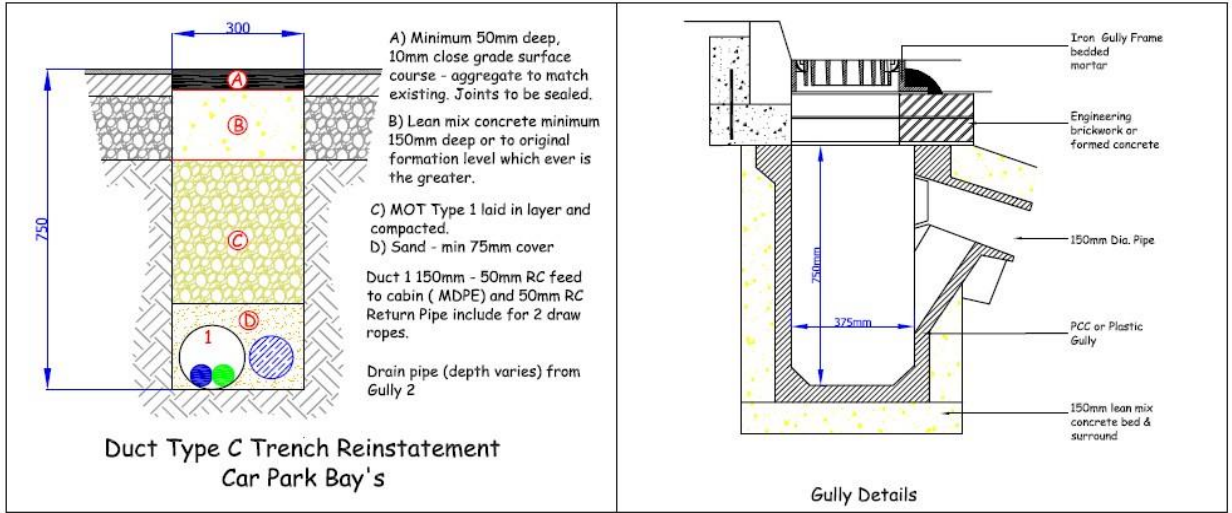 300
750
A
B
C
D
1
A) Minimum 50mm deep,
10mm close grade surface
course - aggregate to match
existing. Joints to be sealed.
B) Lean mix concrete minimum
150mm deep or to original
formation level which ever is
the greater.
C) MOT Type 1 laid in layer and
compacted.
D) Sand - min 75mm cover
Duct 1 150mm - 50mm RC feed
to cabin ( MDPE) and 50mm RC
Return Pipe include for 2 draw
ropes.
Drain pipe (depth varies) from
Gully 2
Duct Type C Trench Reinstatement
Car Park Bay's
Iron Gully Frame
bedded
mortar
Engineering
brickwork or
formed concrete
150mm Dia. Pipe
750mm
375mm
PCC or Plastic
Gully
150mm lean mix
concrete bed &
surround
Gully Details